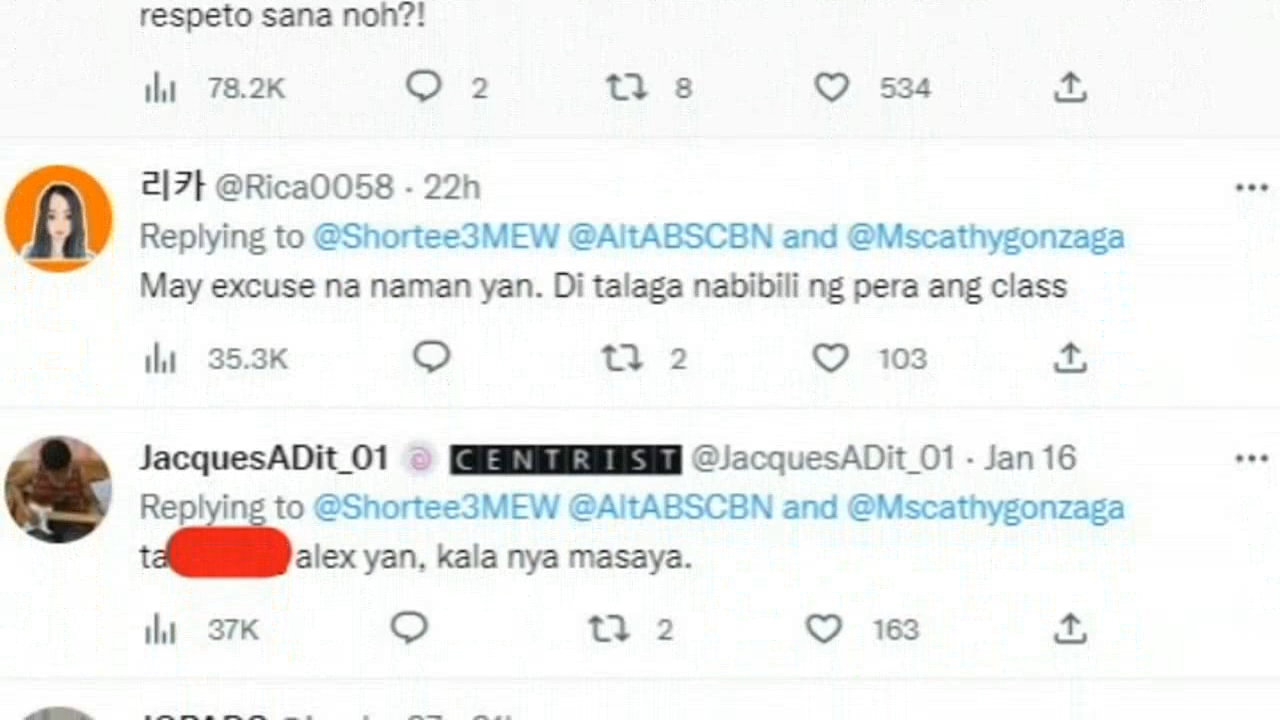 respeto sana noh?!
78.2K 2 8 534
리카 @Rica0058 · 22h
Replying to @Shortee3MEW @AltABSCBN and @Mscathygonzaga
May excuse na naman yan. Di talaga nabibili ng pera ang class
35.3K 2 103
JacquesADit_01 CENTRIST @JacquesADit_01 · Jan 16
Replying to @Shortee3MEW @AltABSCBN and @Mscathygonzaga
ta alex yan, kala nya masaya.
37K 2 163